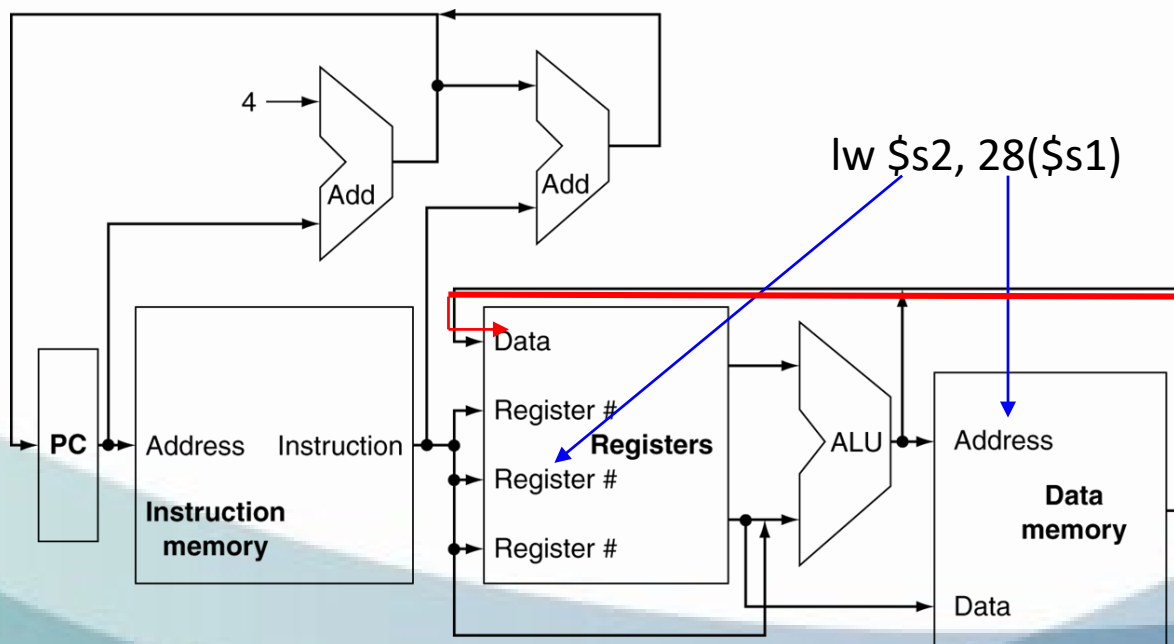 4
Add
Add
lw $s2, 28($s1)
Data
Register #
PC
Address
Instruction
Registers
ALU
Address
Register #
Instruction
memory
Data
memory
Register #
Data